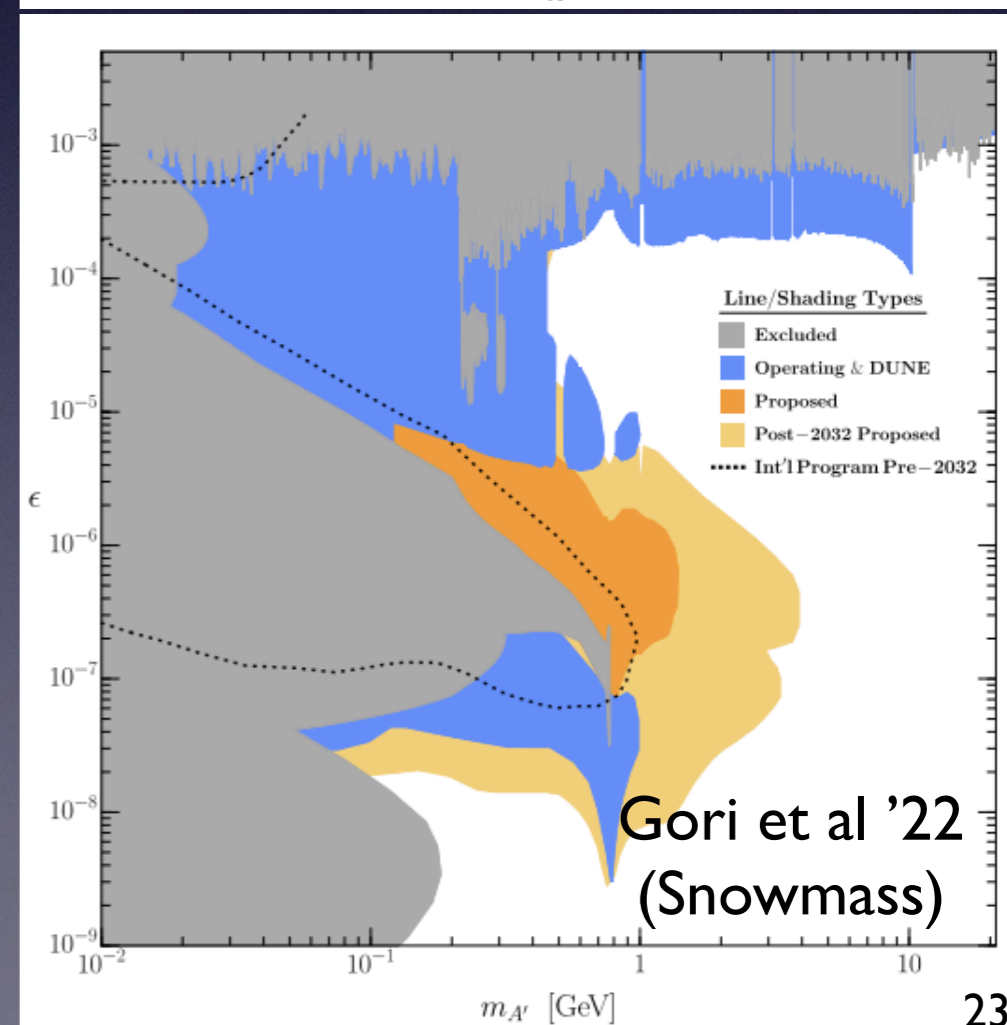 10⁻³
10⁻⁴
Line/Shading Types
Excluded
Operating & DUNE
10⁻⁵
Proposed
Post−2032 Proposed
Int'l Program Pre−2032
ϵ
10⁻⁶
10⁻⁷
10⁻⁸
Gori et al ’22
(Snowmass)
10⁻⁹
10⁻² 10⁻¹ 1 10
m_A′ [GeV]
23